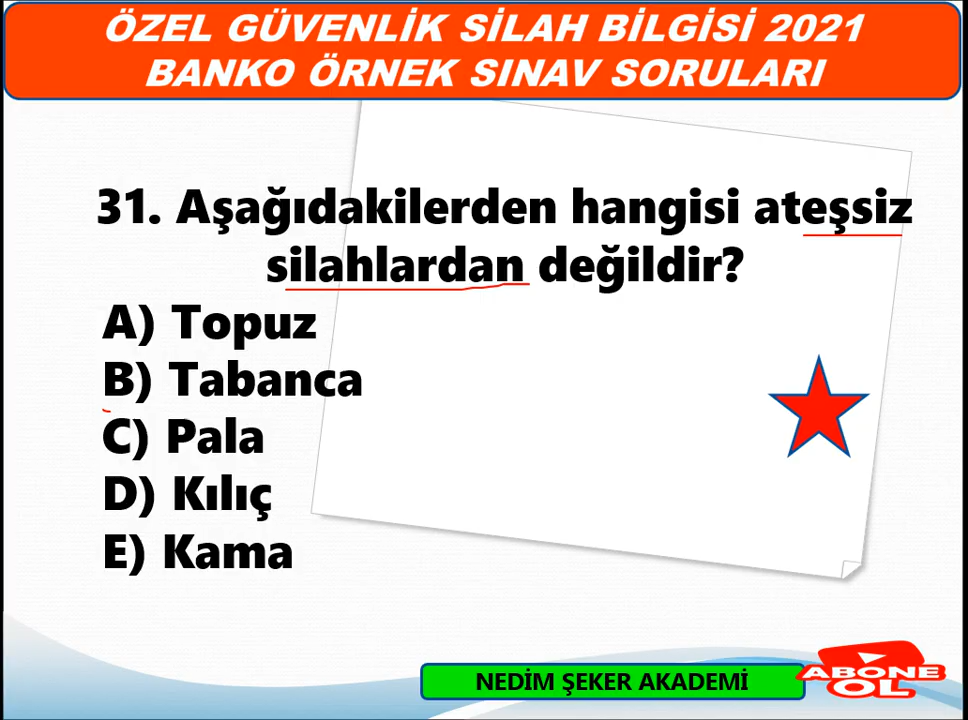 ÖZEL GÜVENLİK SİLAH BİLGİSİ 2021
BANKO ÖRNEK SINAV SORULARI
31. Aşağıdakilerden hangisi ateşsiz
silahlardan değildir?
A) Topuz
B) Tabanca
C) Pala
D) Kılıç
E) Kama
NEDİM ŞEKER AKADEMİ
ABONE
OL